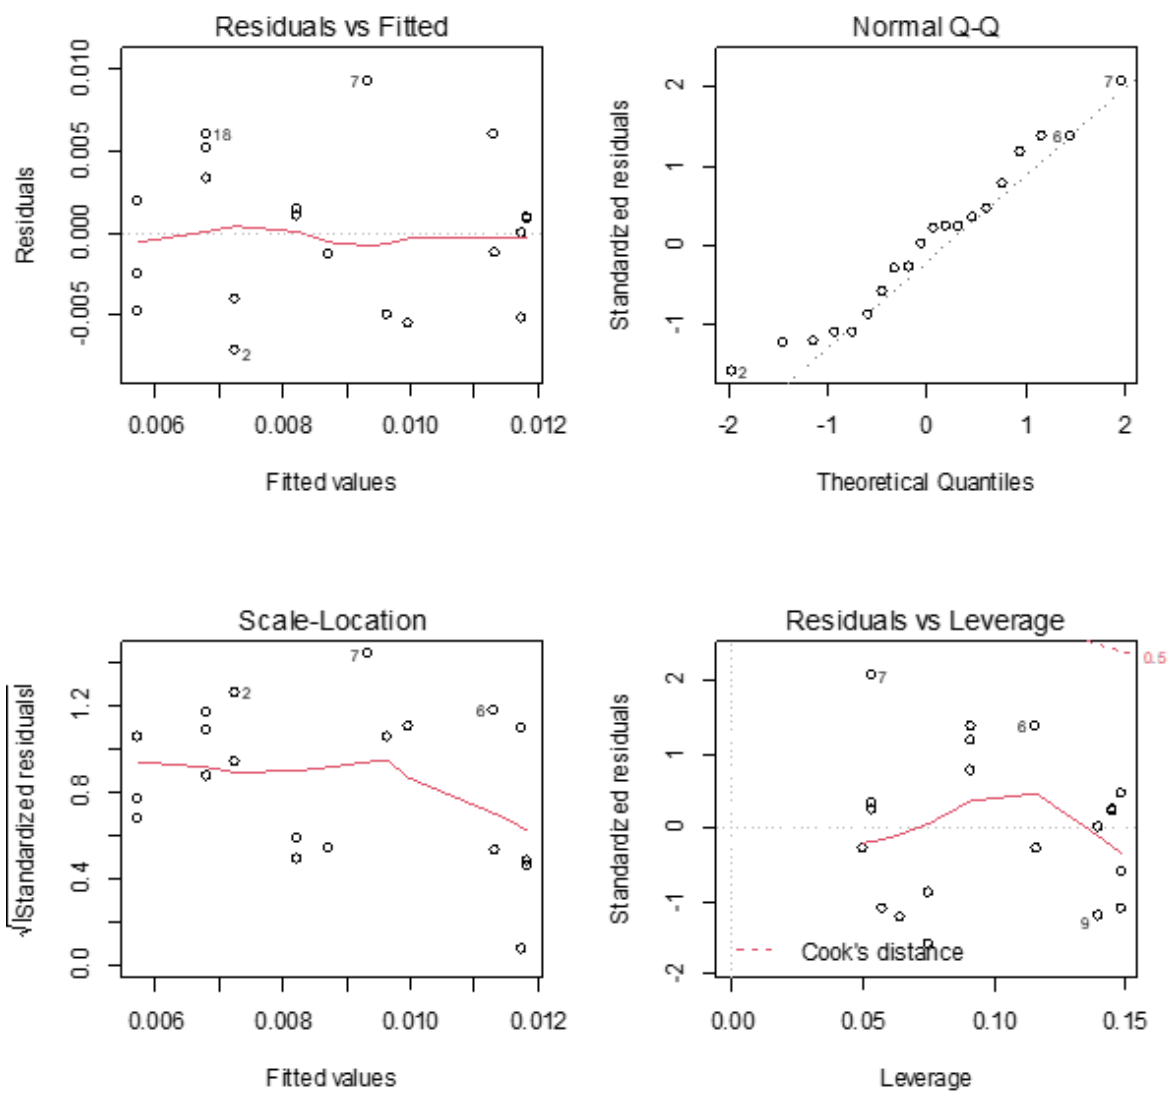 Residuals vs Fitted
Residuals
0.010
0.005
0.000
-0.005
7
18
2
0.006 0.008 0.010 0.012
Fitted values
Normal Q-Q
Standardized residuals
2
1
0
-1
7
6
2
-2 -1 0 1 2
Theoretical Quantiles
Scale-Location
√|Standardized residuals|
1.2
0.8
0.4
0.0
7
2
6
0.006 0.008 0.010 0.012
Fitted values
Residuals vs Leverage
Standardized residuals
2
1
0
-1
-2
0.5
7
6
9
Cook's distance
0.00 0.05 0.10 0.15
Leverage